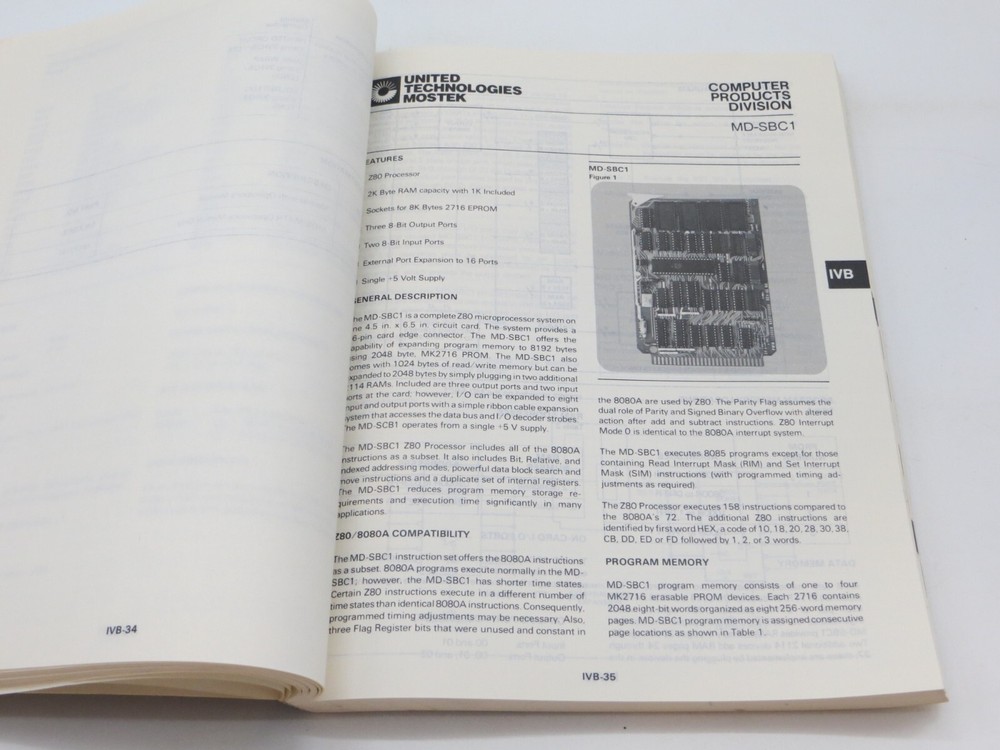 UNITED
TECHNOLOGIES
MOSTEK
COMPUTER
PRODUCTS
DIVISION
MD-SBC1
EATURES
Z80 Processor
2K Byte RAM capacity with 1K Included
Sockets for 8K Bytes 2716 EPROM
Three 8-Bit Output Ports
Two 8-Bit Input Ports
External Port Expansion to 16 Ports
Single +5 Volt Supply
GENERAL DESCRIPTION
he MD-SBC1 is a complete Z80 microprocessor system on
ne 4.5 in. x 6.5 in. circuit card. The system provides a
6-pin card edge connector. The MD-SBC1 offers the
apability of expanding program memory to 8192 bytes
sing 2048 byte, MK2716 PROM. The MD-SBC1 also
omes with 1024 bytes of read/write memory but can be
xpanded to 2048 bytes by simply plugging in two additional
114 RAMs. Included are three output ports and two input
orts at the card; however, I/O can be expanded to eight
nput and output ports with a simple ribbon cable expansion
ystem that accesses the data bus and I/O decoder strobes.
The MD-SCB1 operates from a single +5 V supply.
The MD-SBC1 Z80 Processor includes all of the 8080A
instructions as a subset. It also includes Bit, Relative, and
ndexed addressing modes, powerful data block search and
move instructions and a duplicate set of internal registers.
The MD-SBC1 reduces program memory storage re-
quirements and execution time significantly in many
applications.
Z80/8080A COMPATIBILITY
The MD-SBC1 instruction set offers the 8080A instructions
as a subset. 8080A programs execute normally in the MD-
SBC1; however, the MD-SBC1 has shorter time states.
Certain Z80 instructions execute in a different number of
time states than identical 8080A instructions. Consequently,
programmed timing adjustments may be necessary. Also,
three Flag Register bits that were unused and constant in
MD-SBC1
Figure 1
the 8080A are used by Z80. The Parity Flag assumes the
dual role of Parity and Signed Binary Overflow with altered
action after add and subtract instructions. Z80 Interrupt
Mode 0 is identical to the 8080A interrupt system.
The MD-SBC1 executes 8085 programs except for those
containing Read Interrupt Mask (RIM) and Set Interrupt
Mask (SIM) instructions (with programmed timing ad-
justments as required)
The Z80 Processor executes 158 instructions compared to
the 8080A's 72. The additional Z80 instructions are
identified by first word HEX, a code of 10, 18, 20, 28, 30, 38,
CB, DD, ED or FD followed by 1, 2, or 3 words.
PROGRAM MEMORY
MD-SBC1 program memory consists of one to four
MK2716 erasable PROM devices. Each 2716 contains
2048 eight-bit words organized as eight 256-word memory
pages. MD-SBC1 program memory is assigned consecutive
page locations as shown in Table 1.
IVB
IVB-34
IVB-35